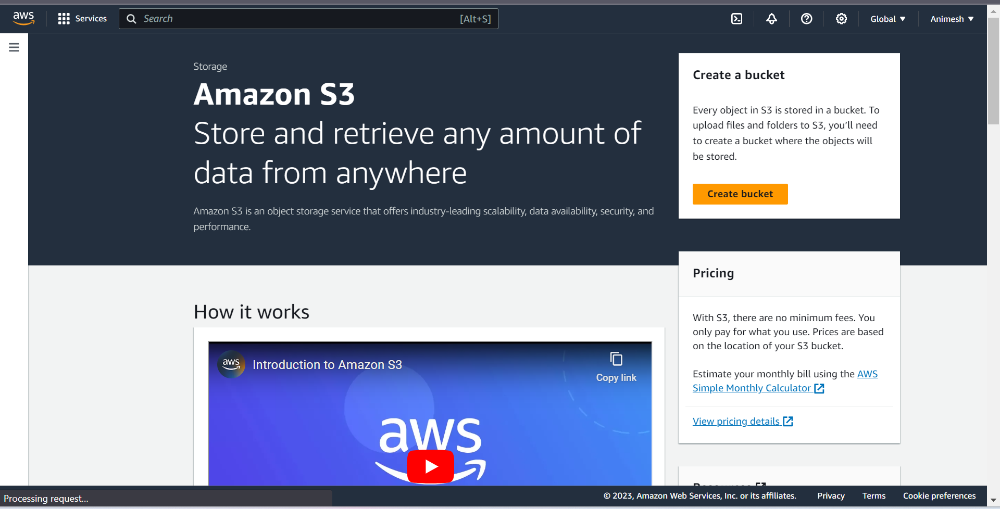 aws
Services
Search
[Alt+S]
Global
Animesh
Storage
Amazon S3
Store and retrieve any amount of
data from anywhere
Amazon S3 is an object storage service that offers industry-leading scalability, data availability, security, and
performance.
Create a bucket
Every object in S3 is stored in a bucket. To
upload files and folders to S3, you’ll need
to create a bucket where the objects will
be stored.
Create bucket
How it works
aws
Introduction to Amazon S3
Copy link
aws
Pricing
With S3, there are no minimum fees. You
only pay for what you use. Prices are based
on the location of your S3 bucket.
Estimate your monthly bill using the AWS
Simple Monthly Calculator
View pricing details
Processing request...
© 2023, Amazon Web Services, Inc. or its affiliates.
Privacy
Terms
Cookie preferences